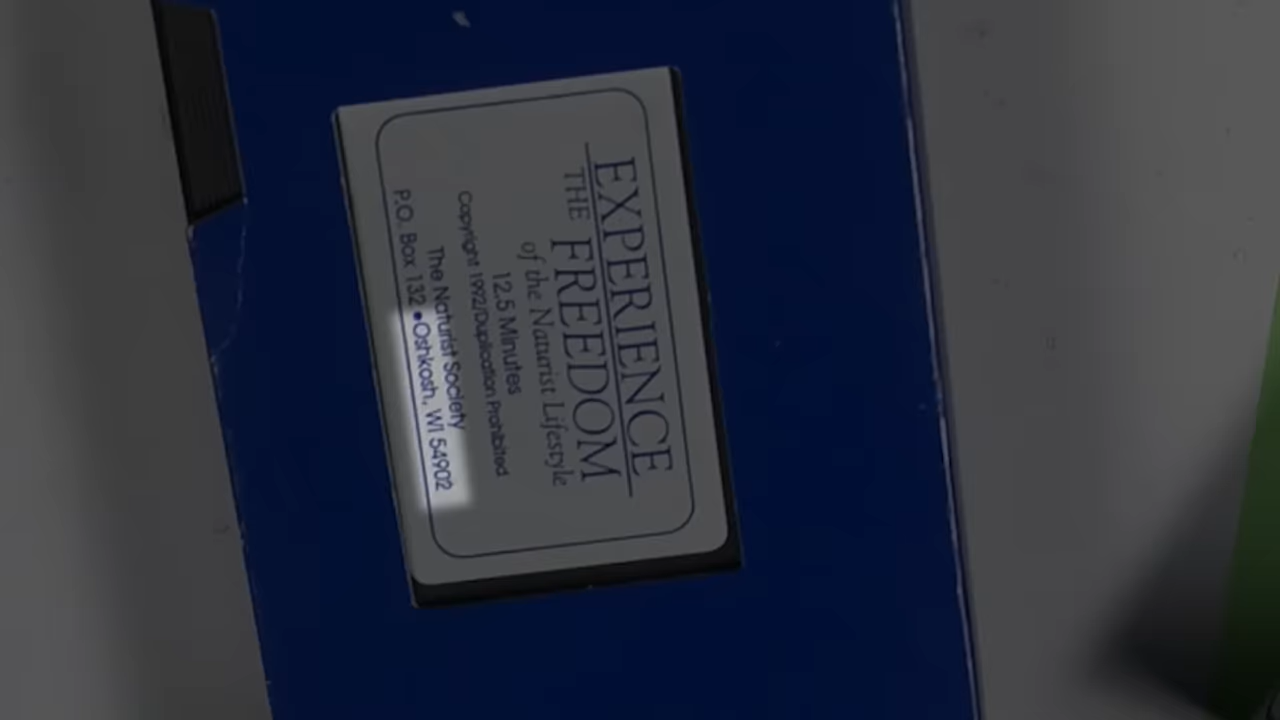 EXPERIENCE
THE FREEDOM
of the Naturist Lifestyle
12.5 Minutes
Copyright 1992/Duplication Prohibited
The Naturist Society
P.O. Box 132 •Oshkosh, WI 54902